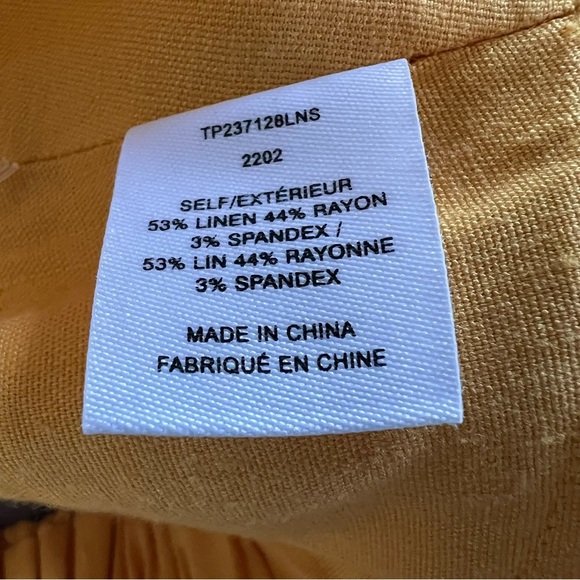 TP237128LNS
2202
SELF/EXTÉRIEUR
53% LINEN 44% RAYON
3% SPANDEX /
53% LIN 44% RAYONNE
3% SPANDEX
MADE IN CHINA
FABRIQUÉ EN CHINE